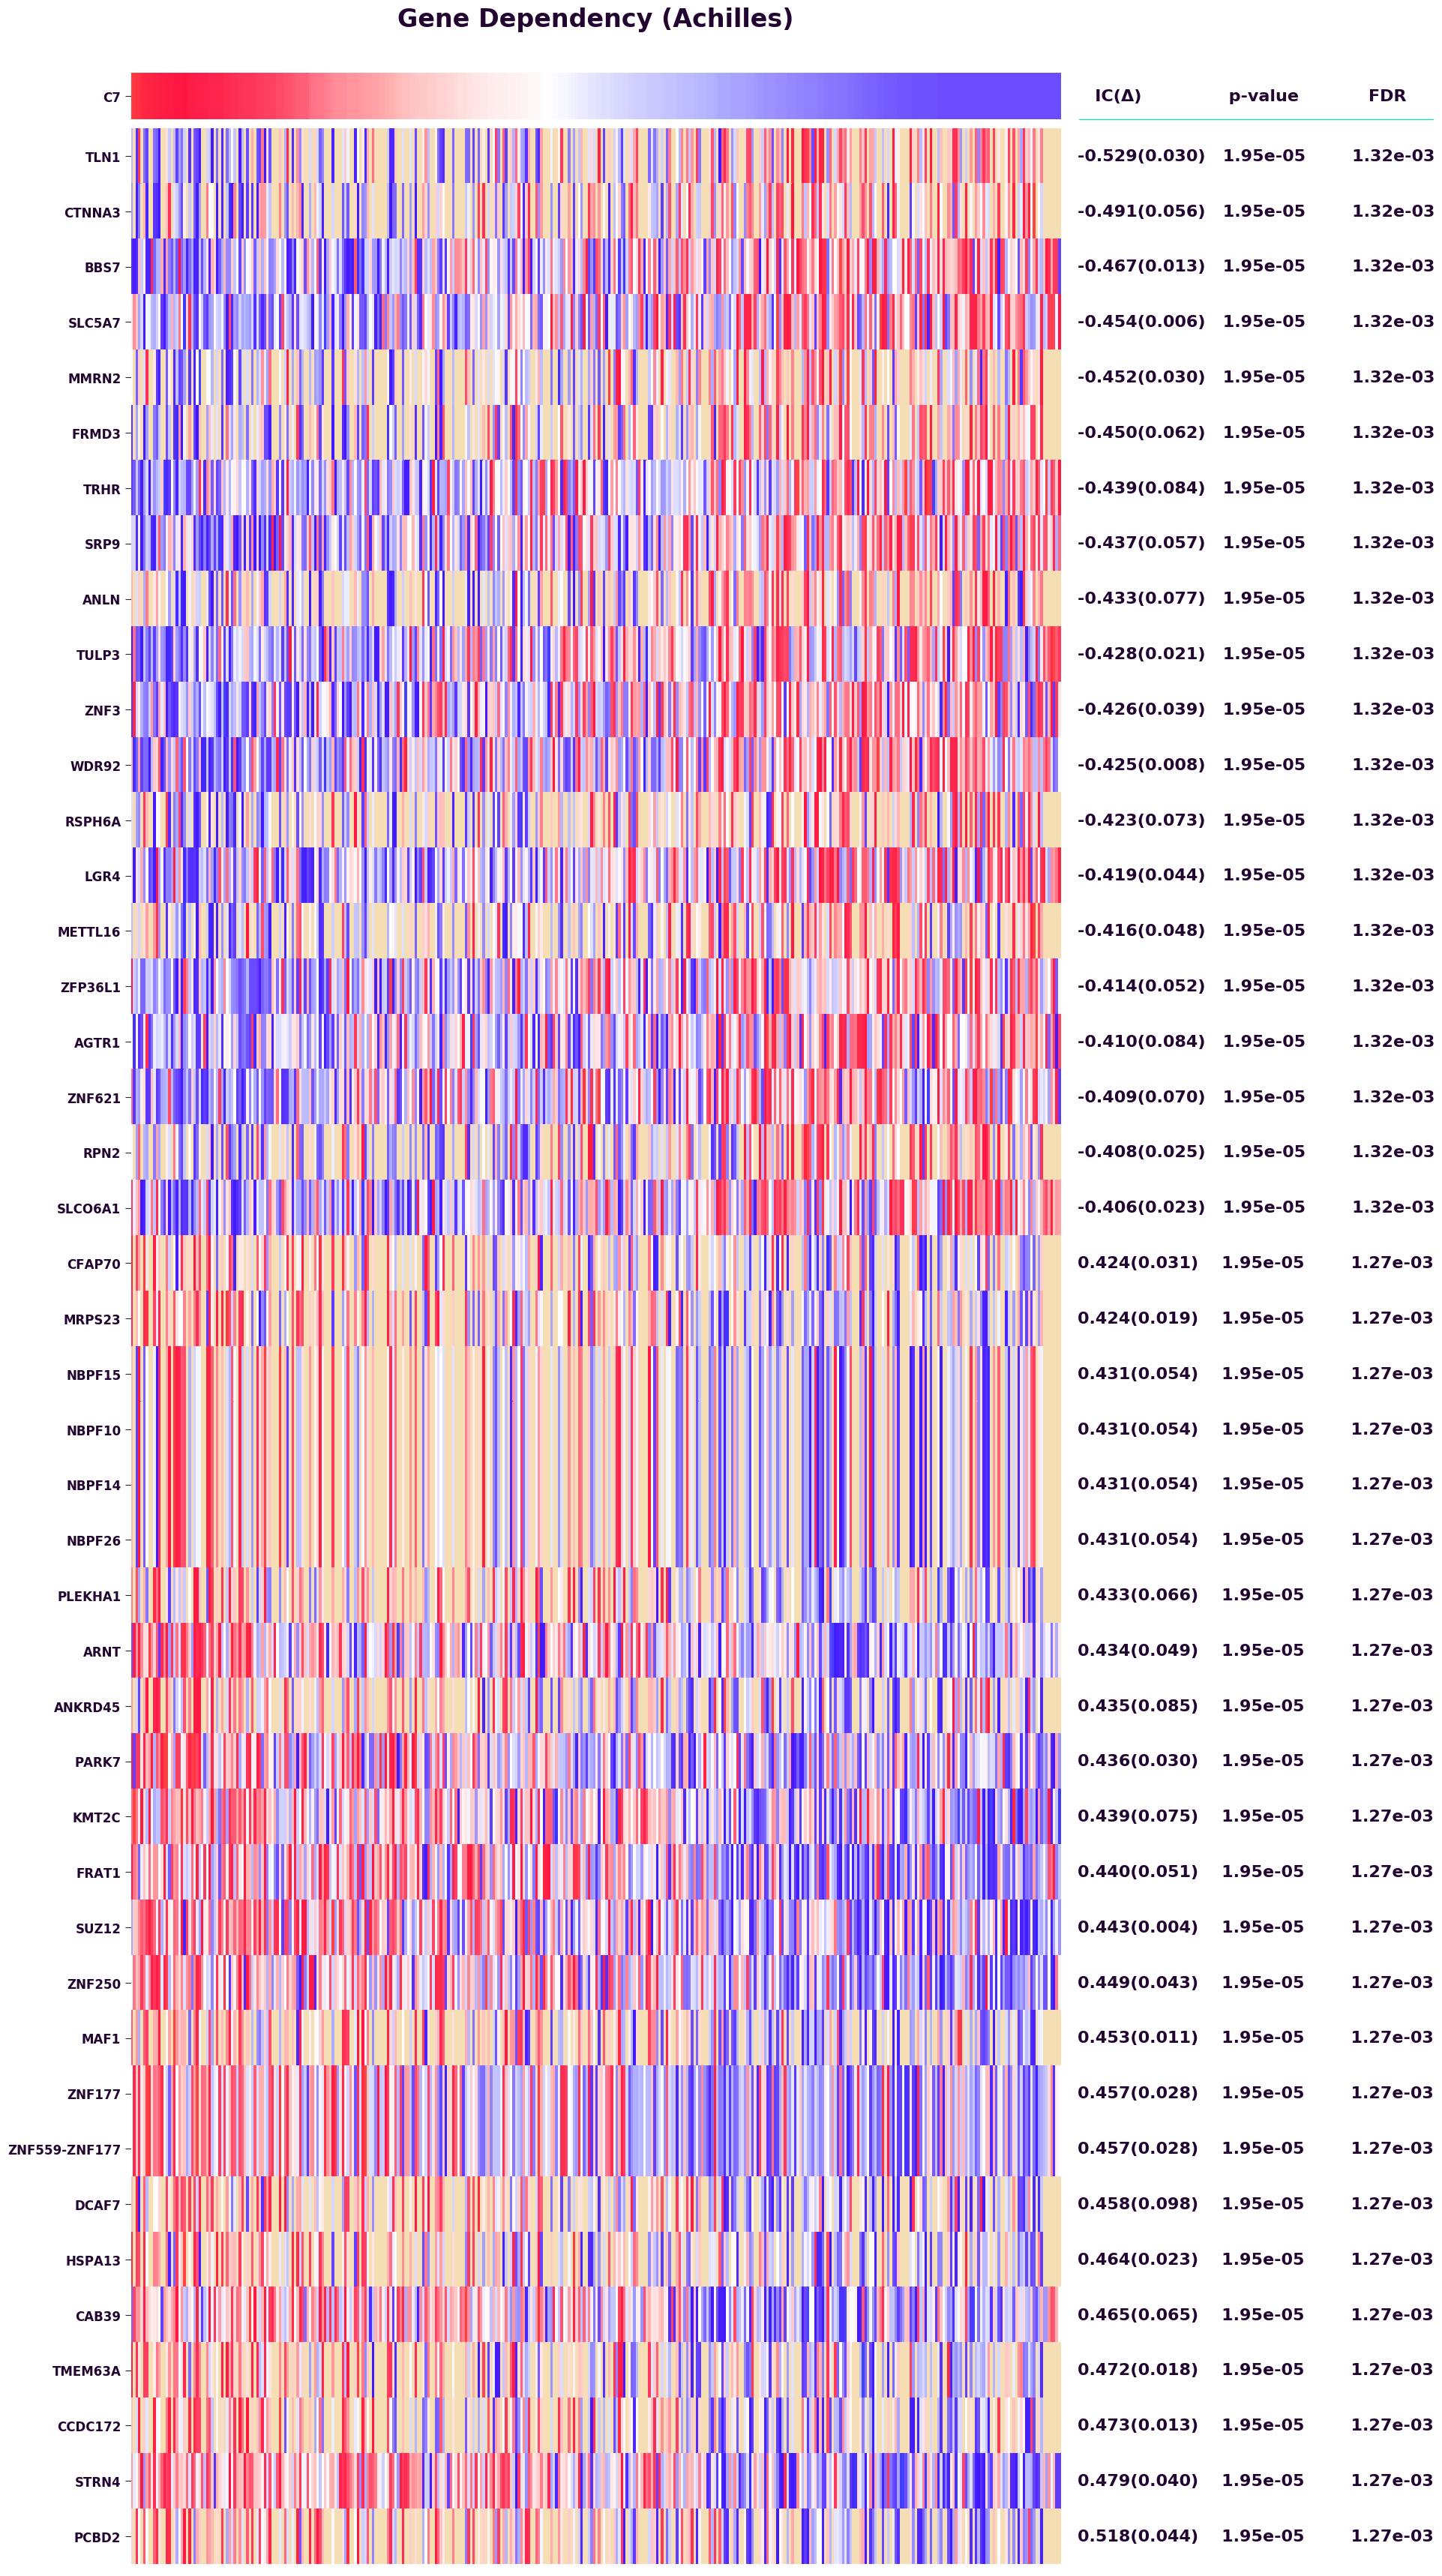 Gene Dependency (Achilles)
C7 IC(Δ) p-value FDR
TLN1 -0.529(0.030) 1.95e-05 1.32e-03
CTNNA3 -0.491(0.056) 1.95e-05 1.32e-03
BBS7 -0.467(0.013) 1.95e-05 1.32e-03
SLC5A7 -0.454(0.006) 1.95e-05 1.32e-03
MMRN2 -0.452(0.030) 1.95e-05 1.32e-03
FRMD3 -0.450(0.062) 1.95e-05 1.32e-03
TRHR -0.439(0.084) 1.95e-05 1.32e-03
SRP9 -0.437(0.057) 1.95e-05 1.32e-03
ANLN -0.433(0.077) 1.95e-05 1.32e-03
TULP3 -0.428(0.021) 1.95e-05 1.32e-03
ZNF3 -0.426(0.039) 1.95e-05 1.32e-03
WDR92 -0.425(0.008) 1.95e-05 1.32e-03
RSPH6A -0.423(0.073) 1.95e-05 1.32e-03
LGR4 -0.419(0.044) 1.95e-05 1.32e-03
METTL16 -0.416(0.048) 1.95e-05 1.32e-03
ZFP36L1 -0.414(0.052) 1.95e-05 1.32e-03
AGTR1 -0.410(0.084) 1.95e-05 1.32e-03
ZNF621 -0.409(0.070) 1.95e-05 1.32e-03
RPN2 -0.408(0.025) 1.95e-05 1.32e-03
SLCO6A1 -0.406(0.023) 1.95e-05 1.32e-03
CFAP70 0.424(0.031) 1.95e-05 1.27e-03
MRPS23 0.424(0.019) 1.95e-05 1.27e-03
NBPF15 0.431(0.054) 1.95e-05 1.27e-03
NBPF10 0.431(0.054) 1.95e-05 1.27e-03
NBPF14 0.431(0.054) 1.95e-05 1.27e-03
NBPF26 0.431(0.054) 1.95e-05 1.27e-03
PLEKHA1 0.433(0.066) 1.95e-05 1.27e-03
ARNT 0.434(0.049) 1.95e-05 1.27e-03
ANKRD45 0.435(0.085) 1.95e-05 1.27e-03
PARK7 0.436(0.030) 1.95e-05 1.27e-03
KMT2C 0.439(0.075) 1.95e-05 1.27e-03
FRAT1 0.440(0.051) 1.95e-05 1.27e-03
SUZ12 0.443(0.004) 1.95e-05 1.27e-03
ZNF250 0.449(0.043) 1.95e-05 1.27e-03
MAF1 0.453(0.011) 1.95e-05 1.27e-03
ZNF177 0.457(0.028) 1.95e-05 1.27e-03
ZNF559-ZNF177 0.457(0.028) 1.95e-05 1.27e-03
DCAF7 0.458(0.098) 1.95e-05 1.27e-03
HSPA13 0.464(0.023) 1.95e-05 1.27e-03
CAB39 0.465(0.065) 1.95e-05 1.27e-03
TMEM63A 0.472(0.018) 1.95e-05 1.27e-03
CCDC172 0.473(0.013) 1.95e-05 1.27e-03
STRN4 0.479(0.040) 1.95e-05 1.27e-03
PCBD2 0.518(0.044) 1.95e-05 1.27e-03